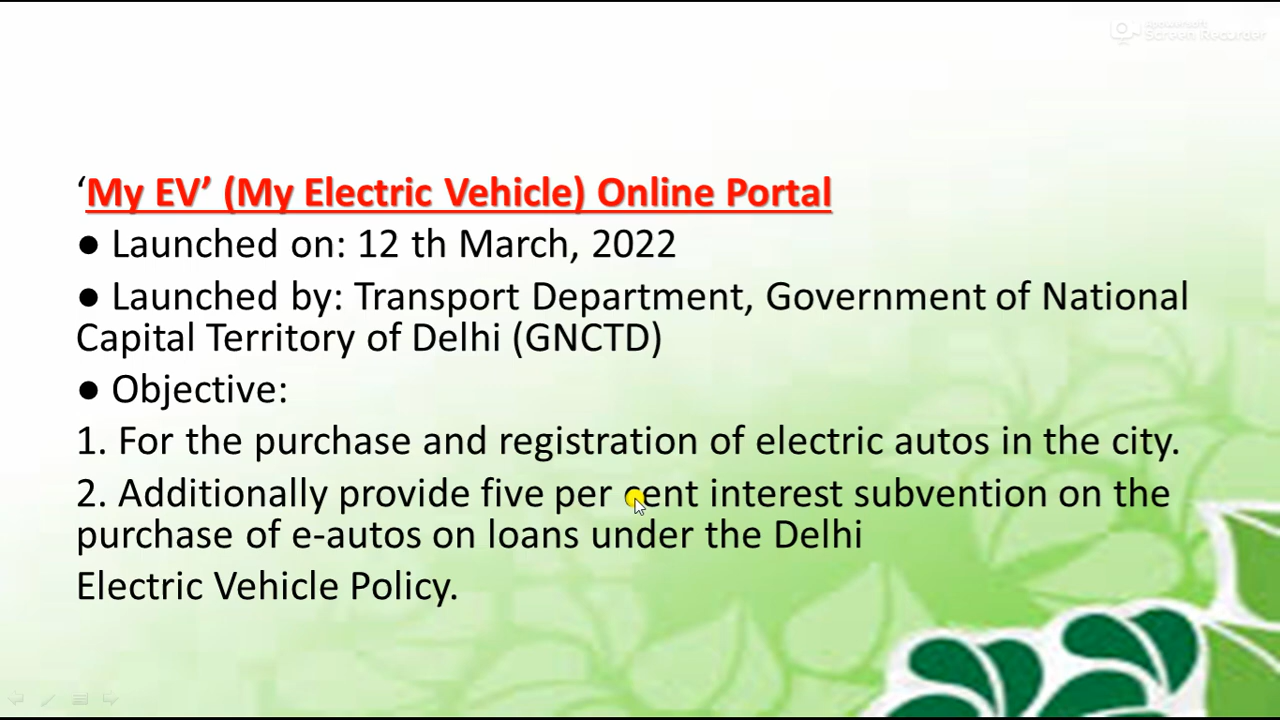 Apowersoft
Screen Recorder
‘My EV’ (My Electric Vehicle) Online Portal
● Launched on: 12 th March, 2022
● Launched by: Transport Department, Government of National
Capital Territory of Delhi (GNCTD)
● Objective:
1. For the purchase and registration of electric autos in the city.
2. Additionally provide five per cent interest subvention on the
purchase of e-autos on loans under the Delhi
Electric Vehicle Policy.